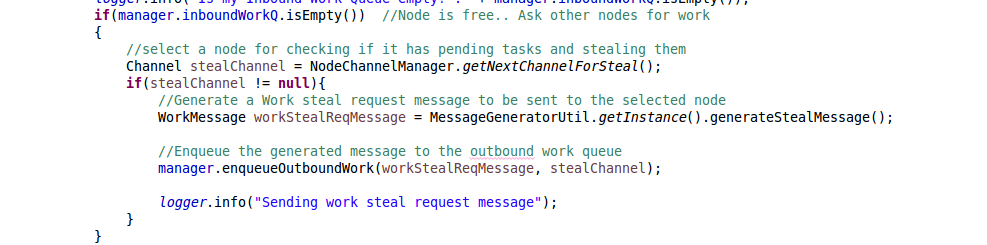 if(manager.inboundWorkQ.isEmpty())  //Node is free.. Ask other nodes for work
{
//select a node for checking if it has pending tasks and stealing them
Channel stealChannel = NodeChannelManager.getNextChannelForSteal();
if(stealChannel != null){
//Generate a Work steal request message to be sent to the selected node
WorkMessage workStealReqMessage = MessageGeneratorUtil.getInstance().generateStealMessage();
//Enqueue the generated message to the outbound work queue
manager.enqueueOutboundWork(workStealReqMessage, stealChannel);
logger.info("Sending work steal request message");
}
}